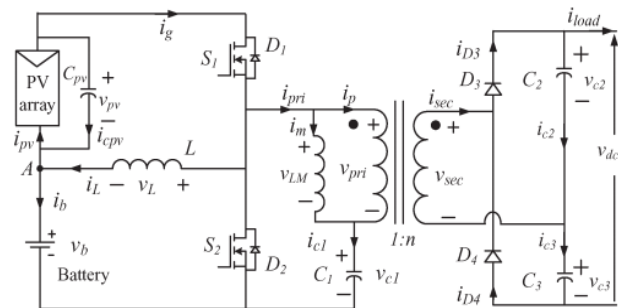 i_g
S_1
D_1
i_load
PV array
C_pv
+
v_pv
−
i_cpv
i_pv
i_pri
i_p
i_m
+
v_LM
−
+
v_pri
−
+
v_sec
−
i_sec
i_D3
D_3
C_2
+
v_c2
−
i_c2
v_dc
A
L
i_L
− v_L +
i_b
+
-
v_b
Battery
S_2
D_2
i_c1
+
C_1
v_c1
−
1:n
D_4
i_D4
i_c3
+
C_3
v_c3
−